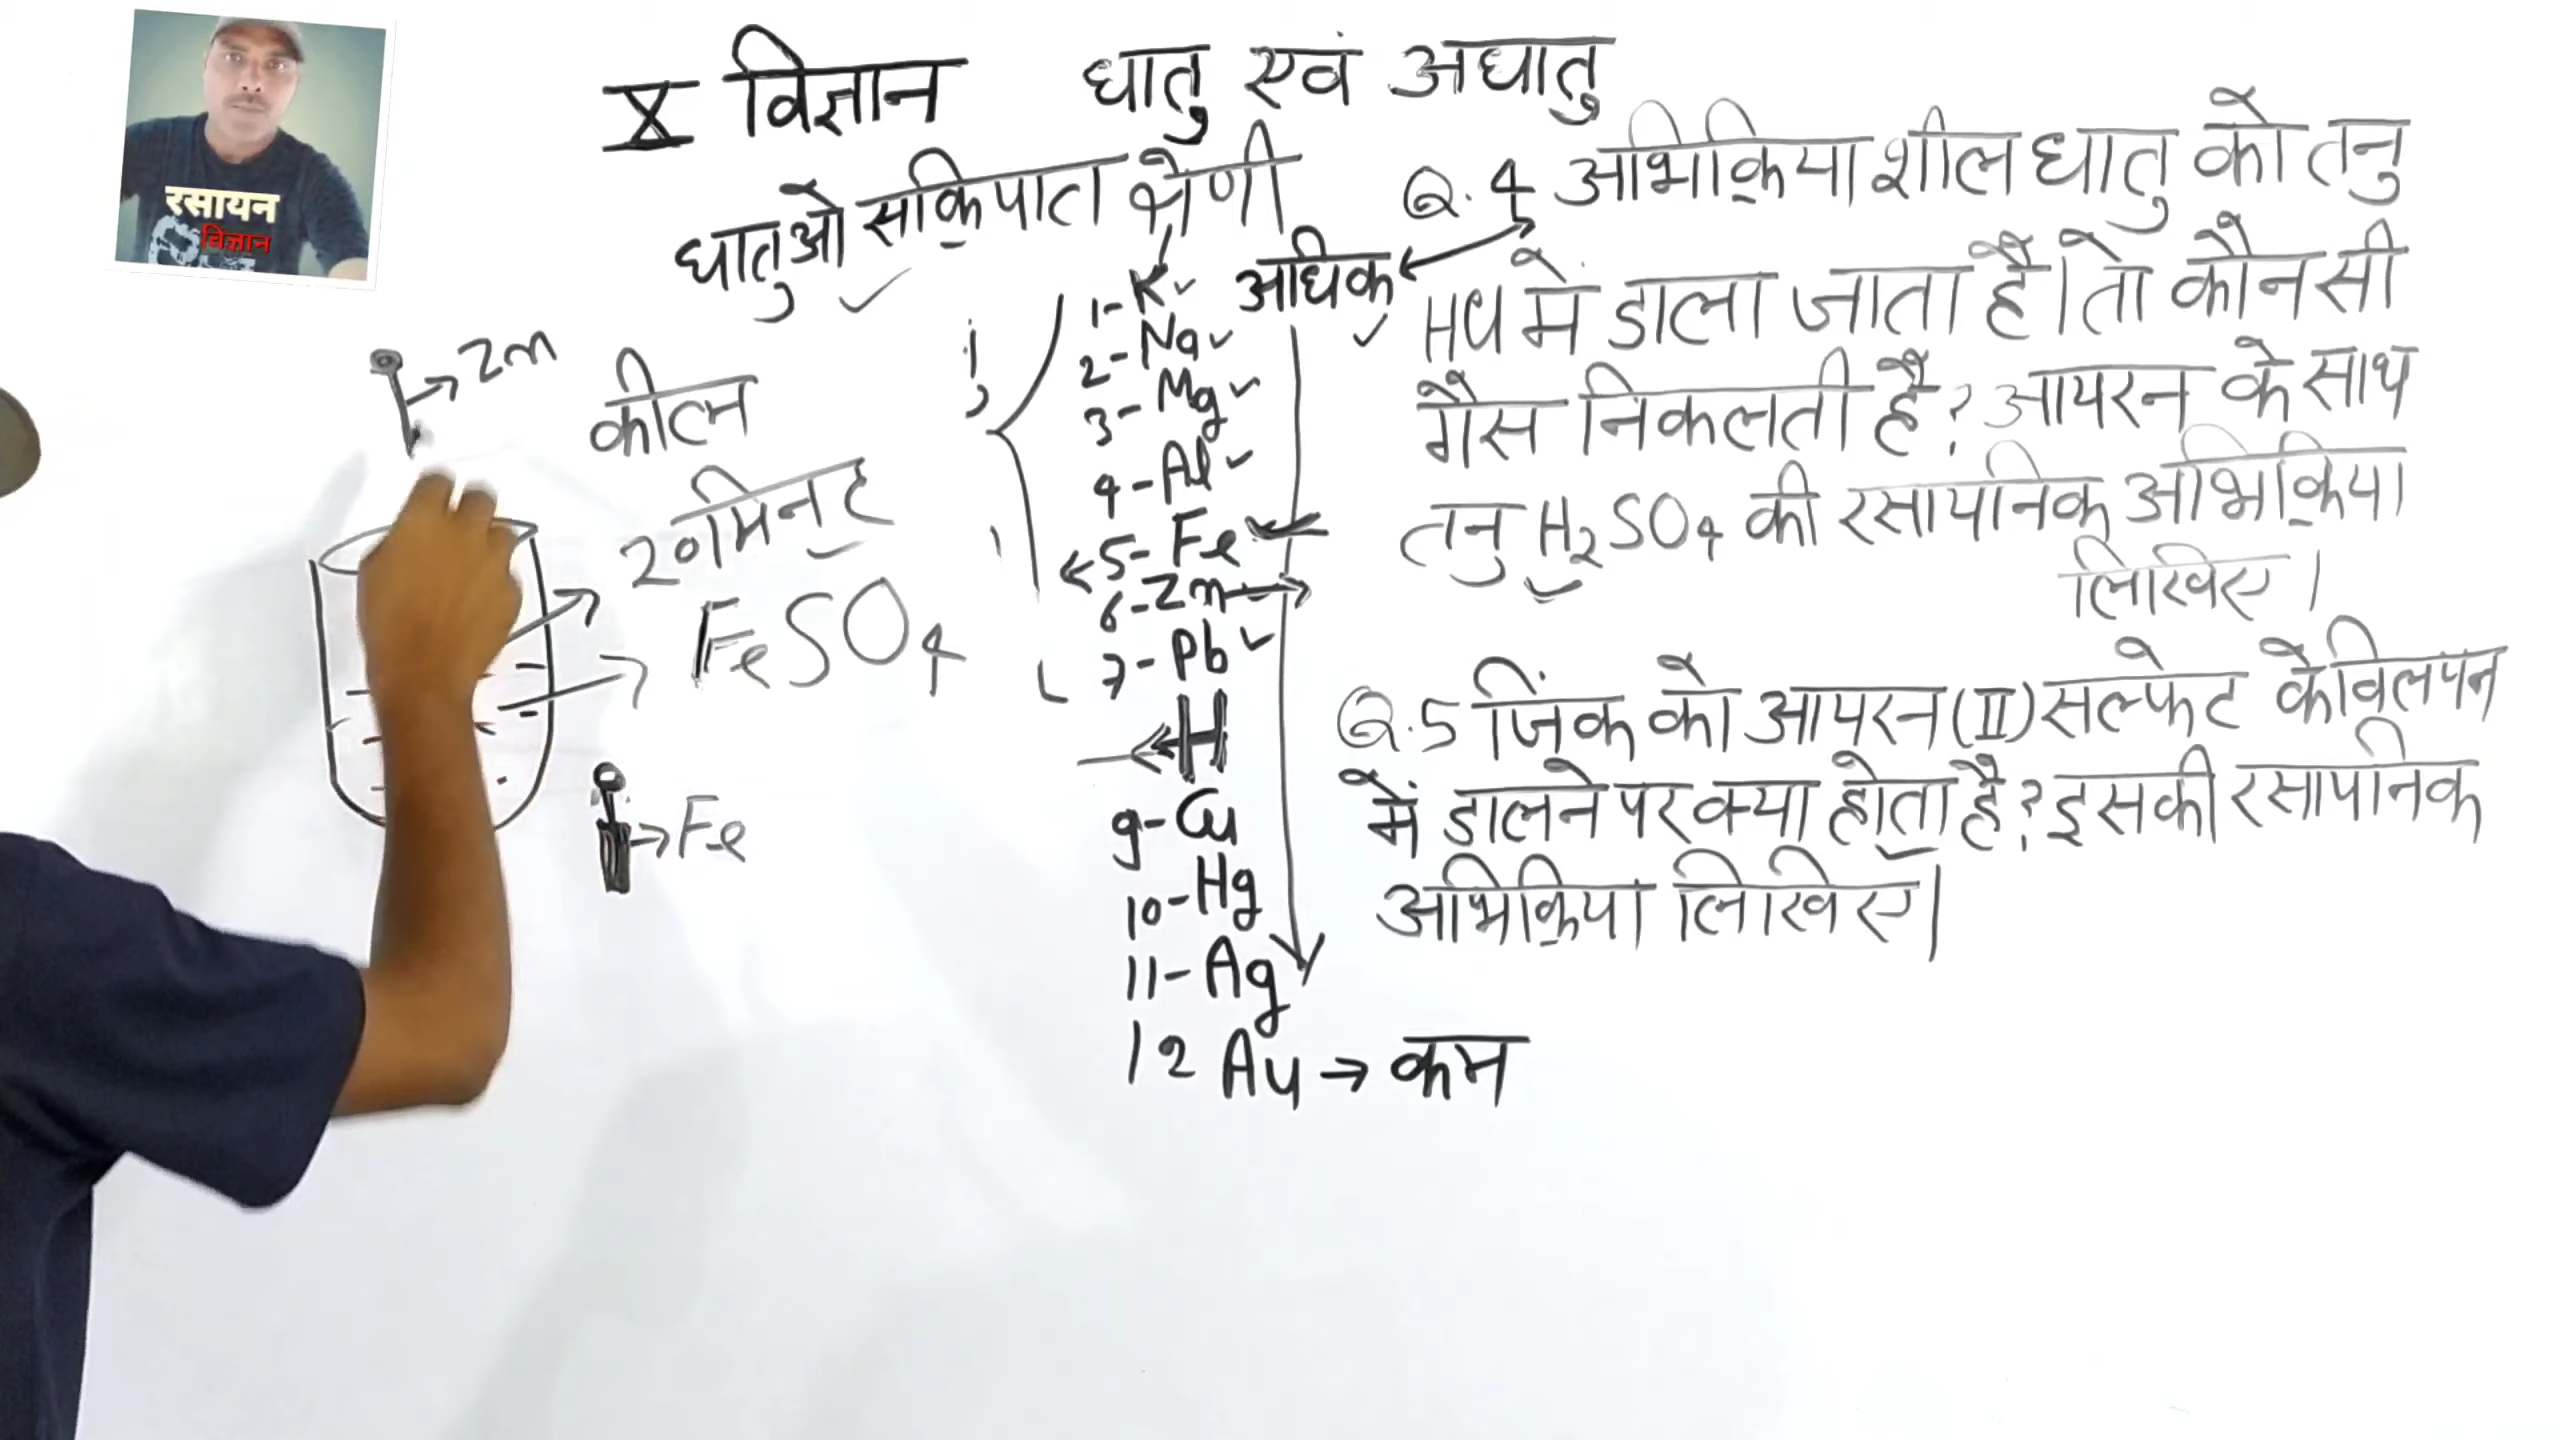 रसायन
विज्ञान
X विज्ञान धातु एवं अधातु
धातुओ सक्रियाता श्रेणी
1- K अधिक
2- Na
3- Mg
4- Al
5- Fe
6- Zn
7- Pb
H
9- Cu
10- Hg
11- Ag
12 Au → कम
Zn
कीटन
20मिनट
FeSO4
Fe
Q.4 अभिक्रियाशील धातु को तनु
HCl में डाला जाता है। तो कौनसी
गैस निकलती है? आयरन के साथ
तनु H2SO4 की रसायनिक अभिक्रिया
लिखिए।
Q.5 जिंक को आयरन(II) सल्फेट के विलयन
में डालने पर क्या होता है? इसकी रसायनिक
अभिक्रिया लिखिए।